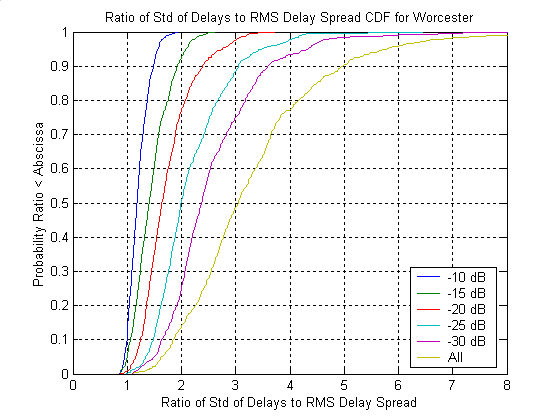 Ratio of Std of Delays to RMS Delay Spread CDF for Worcester
Probability Ratio < Abscissa
1
0.9
0.8
0.7
0.6
0.5
0.4
0.3
0.2
0.1
0
0 1 2 3 4 5 6 7 8
Ratio of Std of Delays to RMS Delay Spread
-10 dB
-15 dB
-20 dB
-25 dB
-30 dB
All